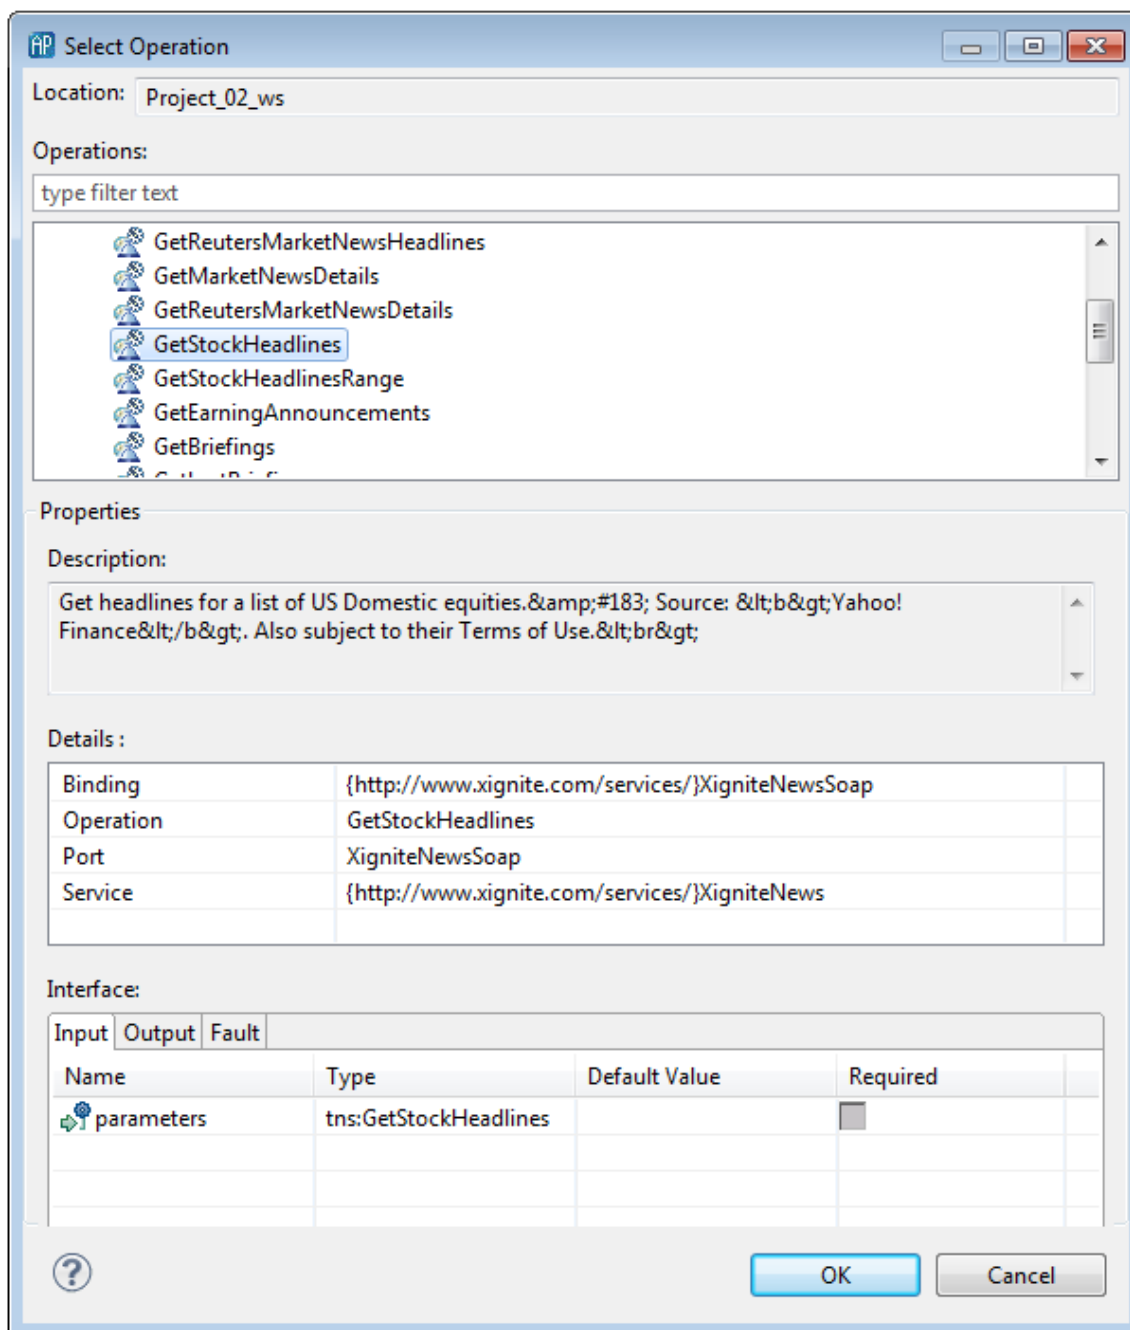 AP Select Operation
Location: Project_02_ws
Operations:
type filter text
GetReutersMarketNewsHeadlines
GetMarketNewsDetails
GetReutersMarketNewsDetails
GetStockHeadlines
GetStockHeadlinesRange
GetEarningAnnouncements
GetBriefings
Properties
Description:
Get headlines for a list of US Domestic equities.&amp;#183; Source: &lt;b&gt;Yahoo!
Finance&lt;/b&gt;. Also subject to their Terms of Use.&lt;br&gt;
Details :
Binding {http://www.xignite.com/services/}XigniteNewsSoap
Operation GetStockHeadlines
Port XigniteNewsSoap
Service {http://www.xignite.com/services/}XigniteNews
Interface:
Input Output Fault
Name Type Default Value Required
parameters tns:GetStockHeadlines
? OK Cancel